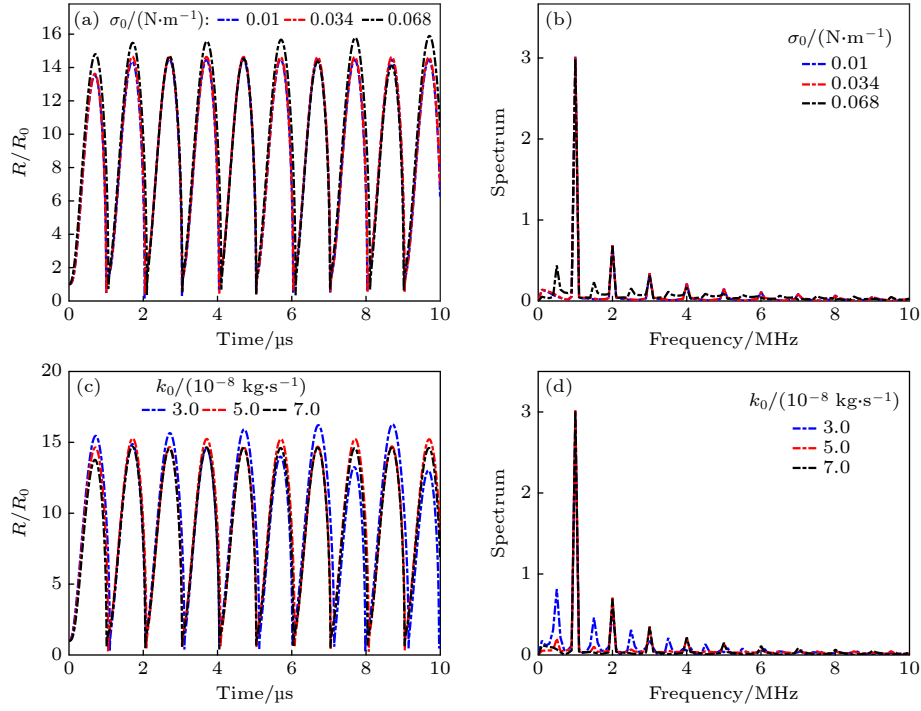 (a) σ0/(N·m−1): 0.01 0.034 0.068
16
14
12
10
8
6
4
2
0
R/R0
0 2 4 6 8 10
Time/µs
(b)
σ0/(N·m−1)
0.01
0.034
0.068
4
3
2
1
0
Spectrum
0 2 4 6 8 10
Frequency/MHz
(c) k0/(10−8 kg·s−1)
3.0 5.0 7.0
20
15
10
5
0
R/R0
0 2 4 6 8 10
Time/µs
(d)
k0/(10−8 kg·s−1)
3.0
5.0
7.0
4
3
2
1
0
Spectrum
0 2 4 6 8 10
Frequency/MHz